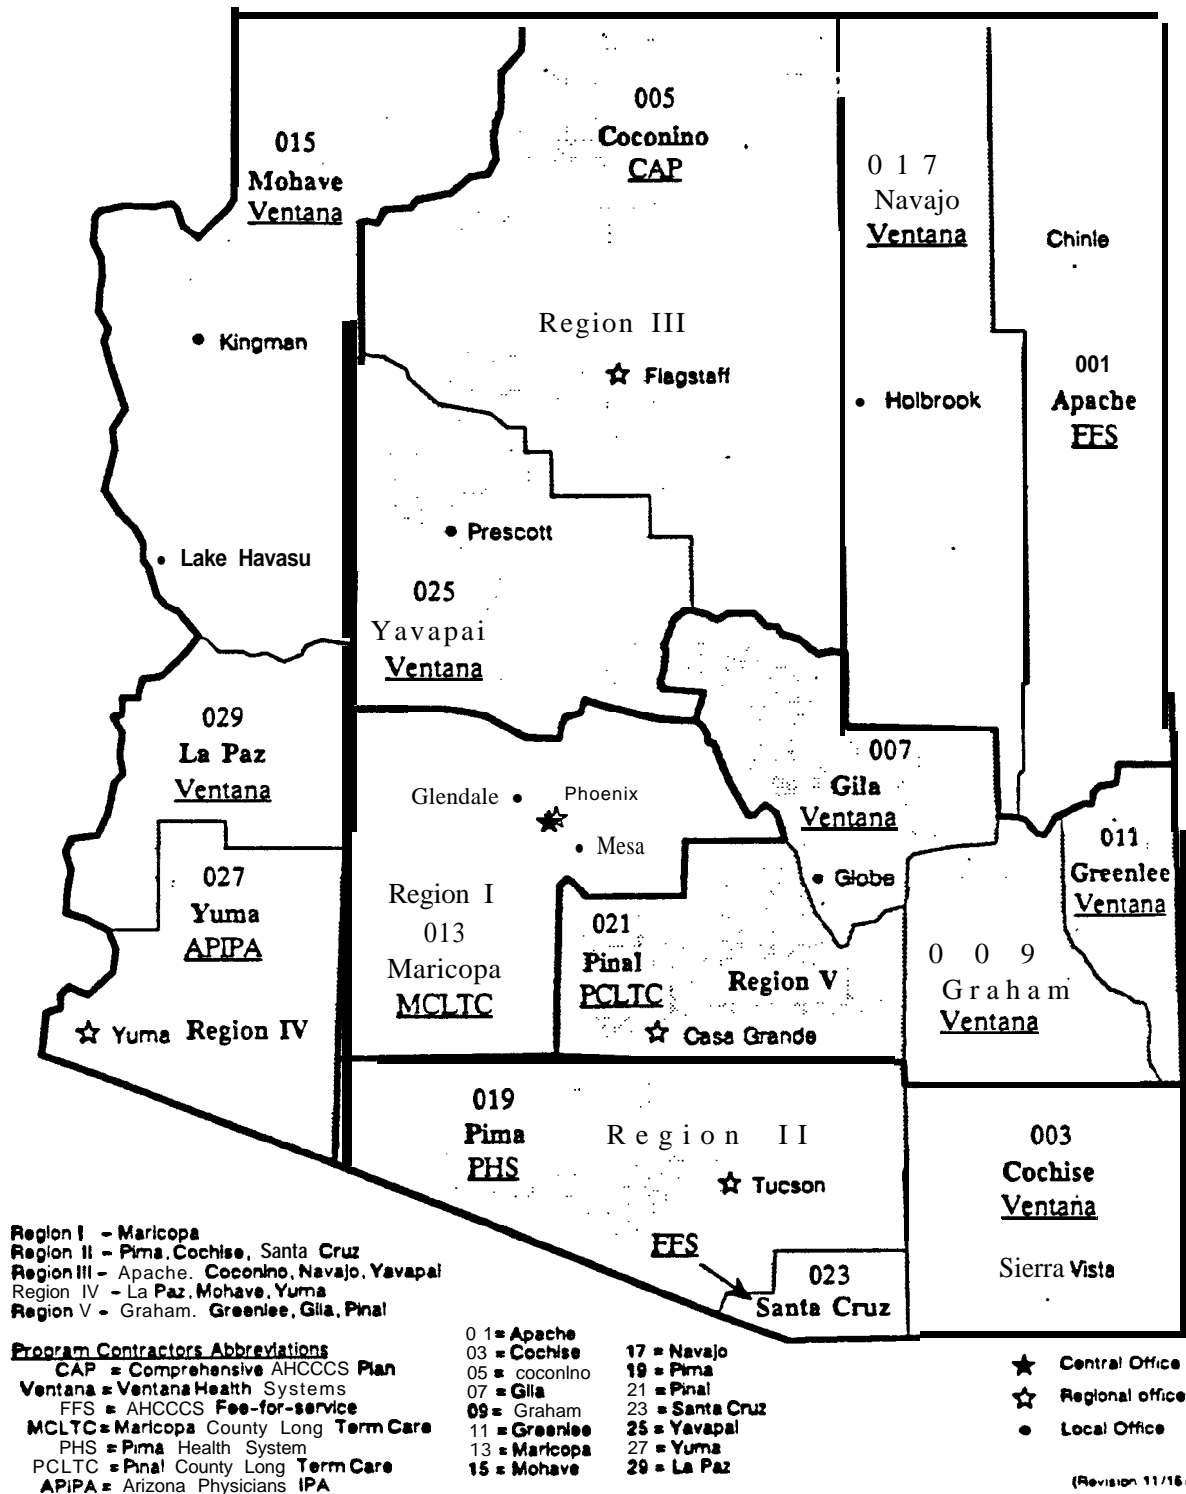 005
Coconino
CAP
015
Mohave
Ventana
0 1 7
Navajo
Ventana
Chinle
Region III
Kingman
Flagstaff
001
Apache
FFS
Holbrook
Prescott
Lake Havasu
025
Yavapai
Ventana
029
La Paz
Ventana
007
Gila
Ventana
Glendale
Phoenix
Mesa
011
Greenlee
Ventana
027
Yuma
APIPA
Globe
Region I
013
Maricopa
MCLTC
021
Pinal
PCLTC
Region V
0 0 9
Graham
Ventana
Yuma Region IV
Casa Grande
019
Pima
PHS
Region II
003
Cochise
Ventana
Tucson
FFS
023
Santa Cruz
Sierra Vista
Region I - Maricopa
Region II - Pima, Cochise, Santa Cruz
Region III - Apache. Coconino, Navajo, Yavapai
Region IV - La Paz, Mohave, Yuma
Region V - Graham. Greenlee, Gila, Pinal
Program Contractors Abbreviations
CAP = Comprehensive AHCCCS Plan
Ventana = Ventana Health Systems
FFS = AHCCCS Fee-for-service
MCLTC = Maricopa County Long Term Care
PHS = Pima Health System
PCLTC = Pinal County Long Term Care
APIPA = Arizona Physicians IPA
0 1 = Apache
03 = Cochise
05 = coconino
07 = Gila
09 = Graham
11 = Greenlee
13 = Maricopa
15 = Mohave
17 = Navajo
19 = Pima
21 = Pinal
23 = Santa Cruz
25 = Yavapai
27 = Yuma
29 = La Paz
Central Office
Regional office
Local Office
(Revision 11/16